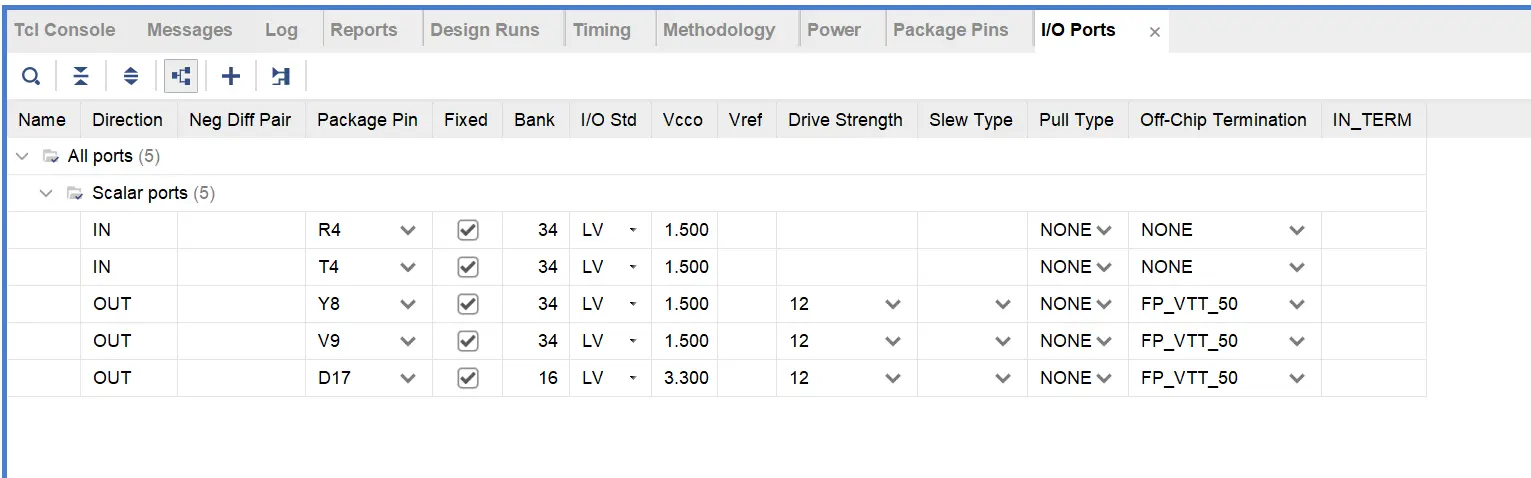 Tcl Console Messages Log Reports Design Runs Timing Methodology Power Package Pins I/O Ports ×
Name Direction Neg Diff Pair Package Pin Fixed Bank I/O Std Vcco Vref Drive Strength Slew Type Pull Type Off-Chip Termination IN_TERM
All ports (5)
Scalar ports (5)
IN R4 34 LV 1.500 NONE NONE
IN T4 34 LV 1.500 NONE NONE
OUT Y8 34 LV 1.500 12 NONE FP_VTT_50
OUT V9 34 LV 1.500 12 NONE FP_VTT_50
OUT D17 16 LV 3.300 12 NONE FP_VTT_50